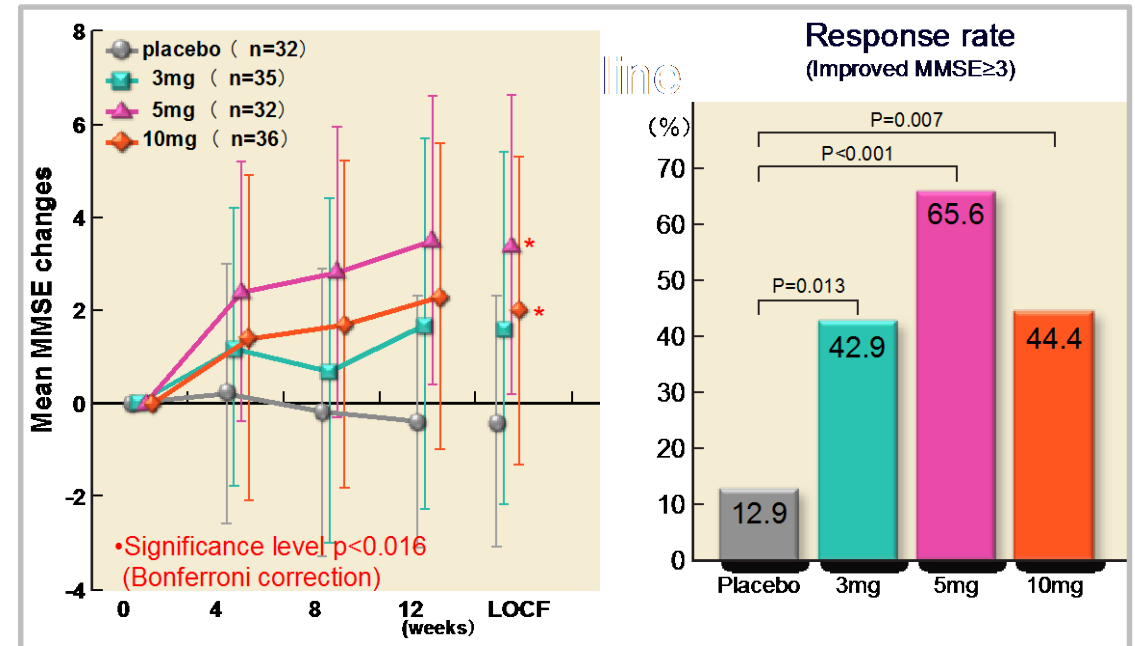 8
6
4
2
0
-2
-4
Mean MMSE changes
placebo ( n=32)
3mg ( n=35)
5mg ( n=32)
10mg ( n=36)
*
*
•Significance level p<0.016
(Bonferroni correction)
0 4 8 12 LOCF
(weeks)
line
Response rate
(Improved MMSE≥3)
(%)
70
60
50
40
30
20
10
0
P=0.007
P<0.001
P=0.013
12.9
42.9
65.6
44.4
Placebo 3mg 5mg 10mg